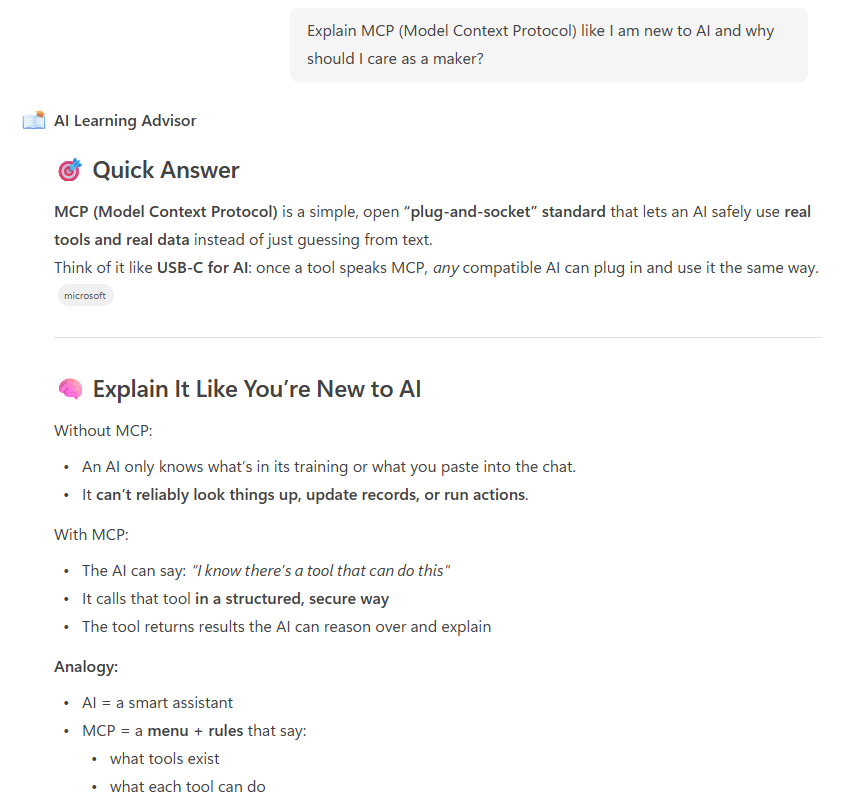 Explain MCP (Model Context Protocol) like I am new to AI and why
should I care as a maker?
AI Learning Advisor
Quick Answer
MCP (Model Context Protocol) is a simple, open “plug-and-socket” standard that lets an AI safely use real
tools and real data instead of just guessing from text.
Think of it like USB-C for AI: once a tool speaks MCP, any compatible AI can plug in and use it the same way.
microsoft
Explain It Like You’re New to AI
Without MCP:
• An AI only knows what’s in its training or what you paste into the chat.
• It can’t reliably look things up, update records, or run actions.
With MCP:
• The AI can say: "I know there’s a tool that can do this"
• It calls that tool in a structured, secure way
• The tool returns results the AI can reason over and explain
Analogy:
• AI = a smart assistant
• MCP = a menu + rules that say:
• what tools exist
• what each tool can do